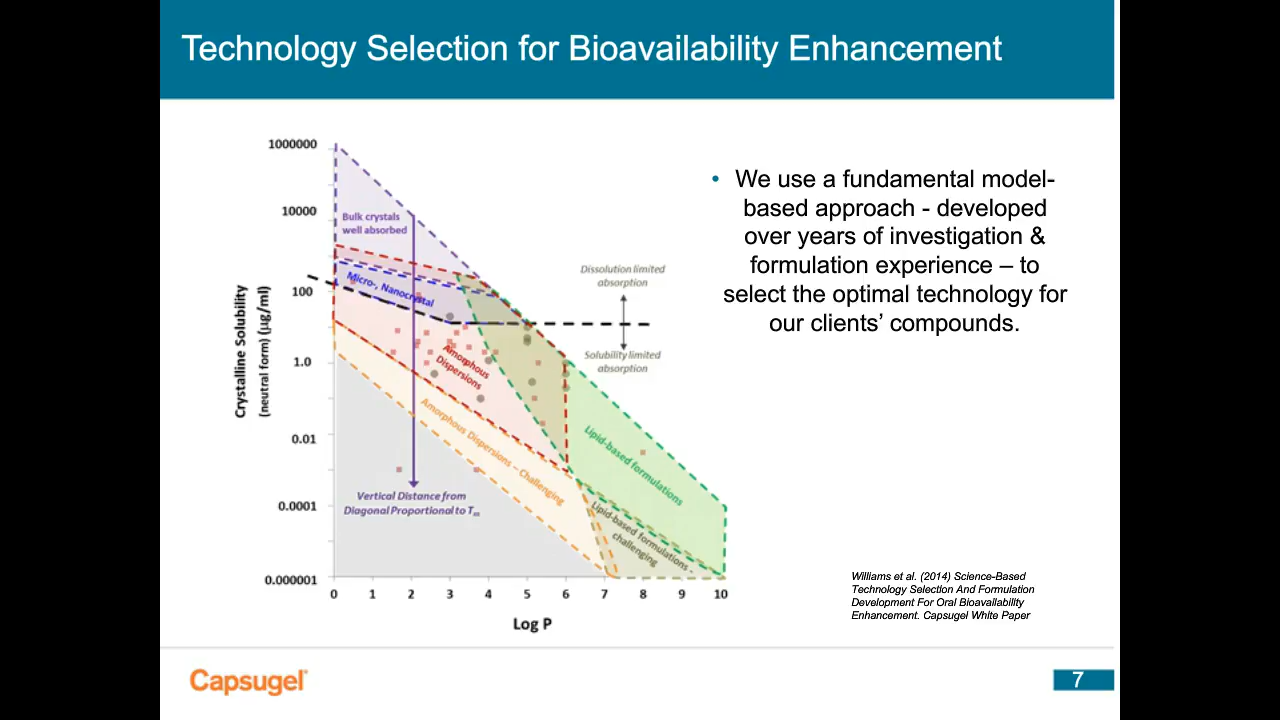 Technology Selection for Bioavailability Enhancement
1000000
10000
100
1.0
0.01
0.0001
0.000001
Crystalline Solubility
(neutral form) (µg/ml)
Bulk crystals
well absorbed
Micro-, Nanocrystal
Amorphous
Dispersions
Amorphous Dispersions – Challenging
Vertical Distance from
Diagonal Proportional to Tm
Dissolution limited
absorption
Solubility limited
absorption
Lipid-based formulations
Lipid-based formulations -
challenging
0 1 2 3 4 5 6 7 8 9 10
Log P
• We use a fundamental model-
based approach - developed
over years of investigation &
formulation experience – to
select the optimal technology for
our clients’ compounds.
Williams et al. (2014) Science-Based
Technology Selection And Formulation
Development For Oral Bioavailability
Enhancement. Capsugel White Paper
Capsugel®
7